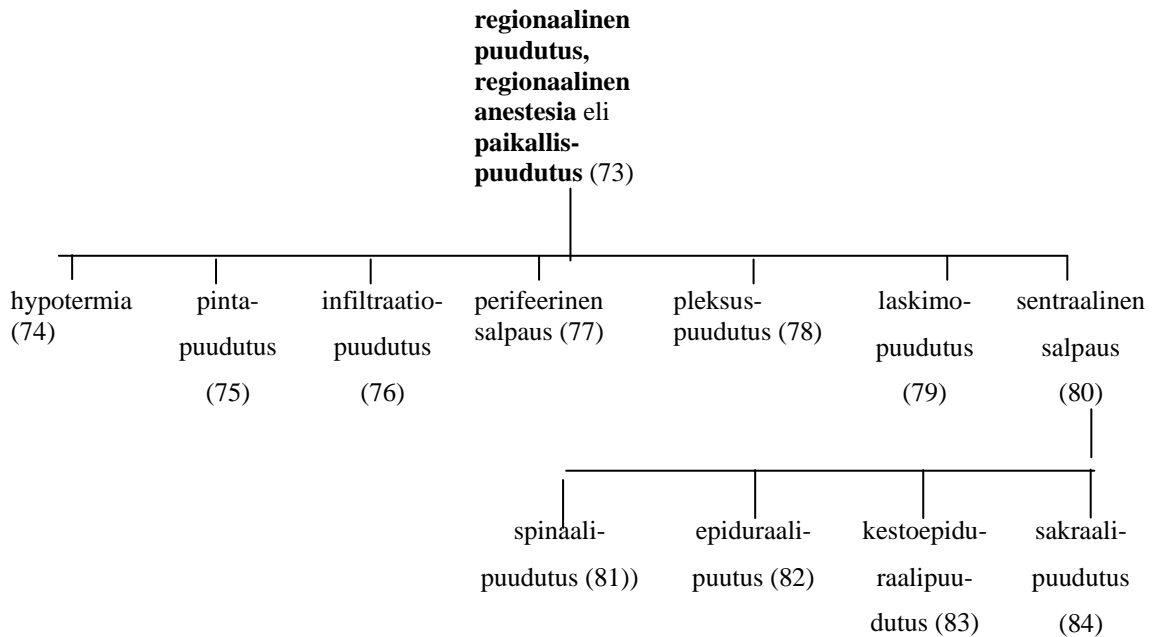 regionaalinen
puudutus,
regionaalinen
anestesia eli
paikallis-
puudutus (73)
hypotermia
(74)
pinta-
puudutus
(75)
infiltraatio-
puudutus
(76)
perifeerinen
salpaus (77)
pleksus-
puudutus (78)
laskimo-
puudutus
(79)
sentraalinen
salpaus
(80)
spinaali-
puudutus (81))
epiduraali-
puutus (82)
kestoepidu-
raalipuu-
dutus (83)
sakraali-
puudutus
(84)